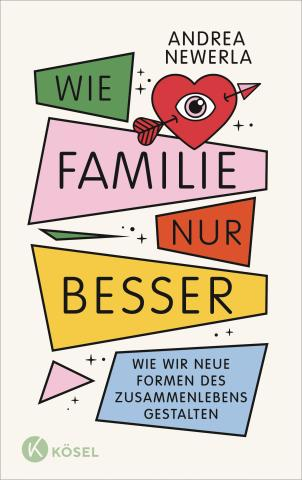 ANDREA
NEWERLA
WIE
FAMILIE
NUR
BESSER
WIE WIR NEUE
FORMEN DES
ZUSAMMENLEBENS
GESTALTEN
K KÖSEL